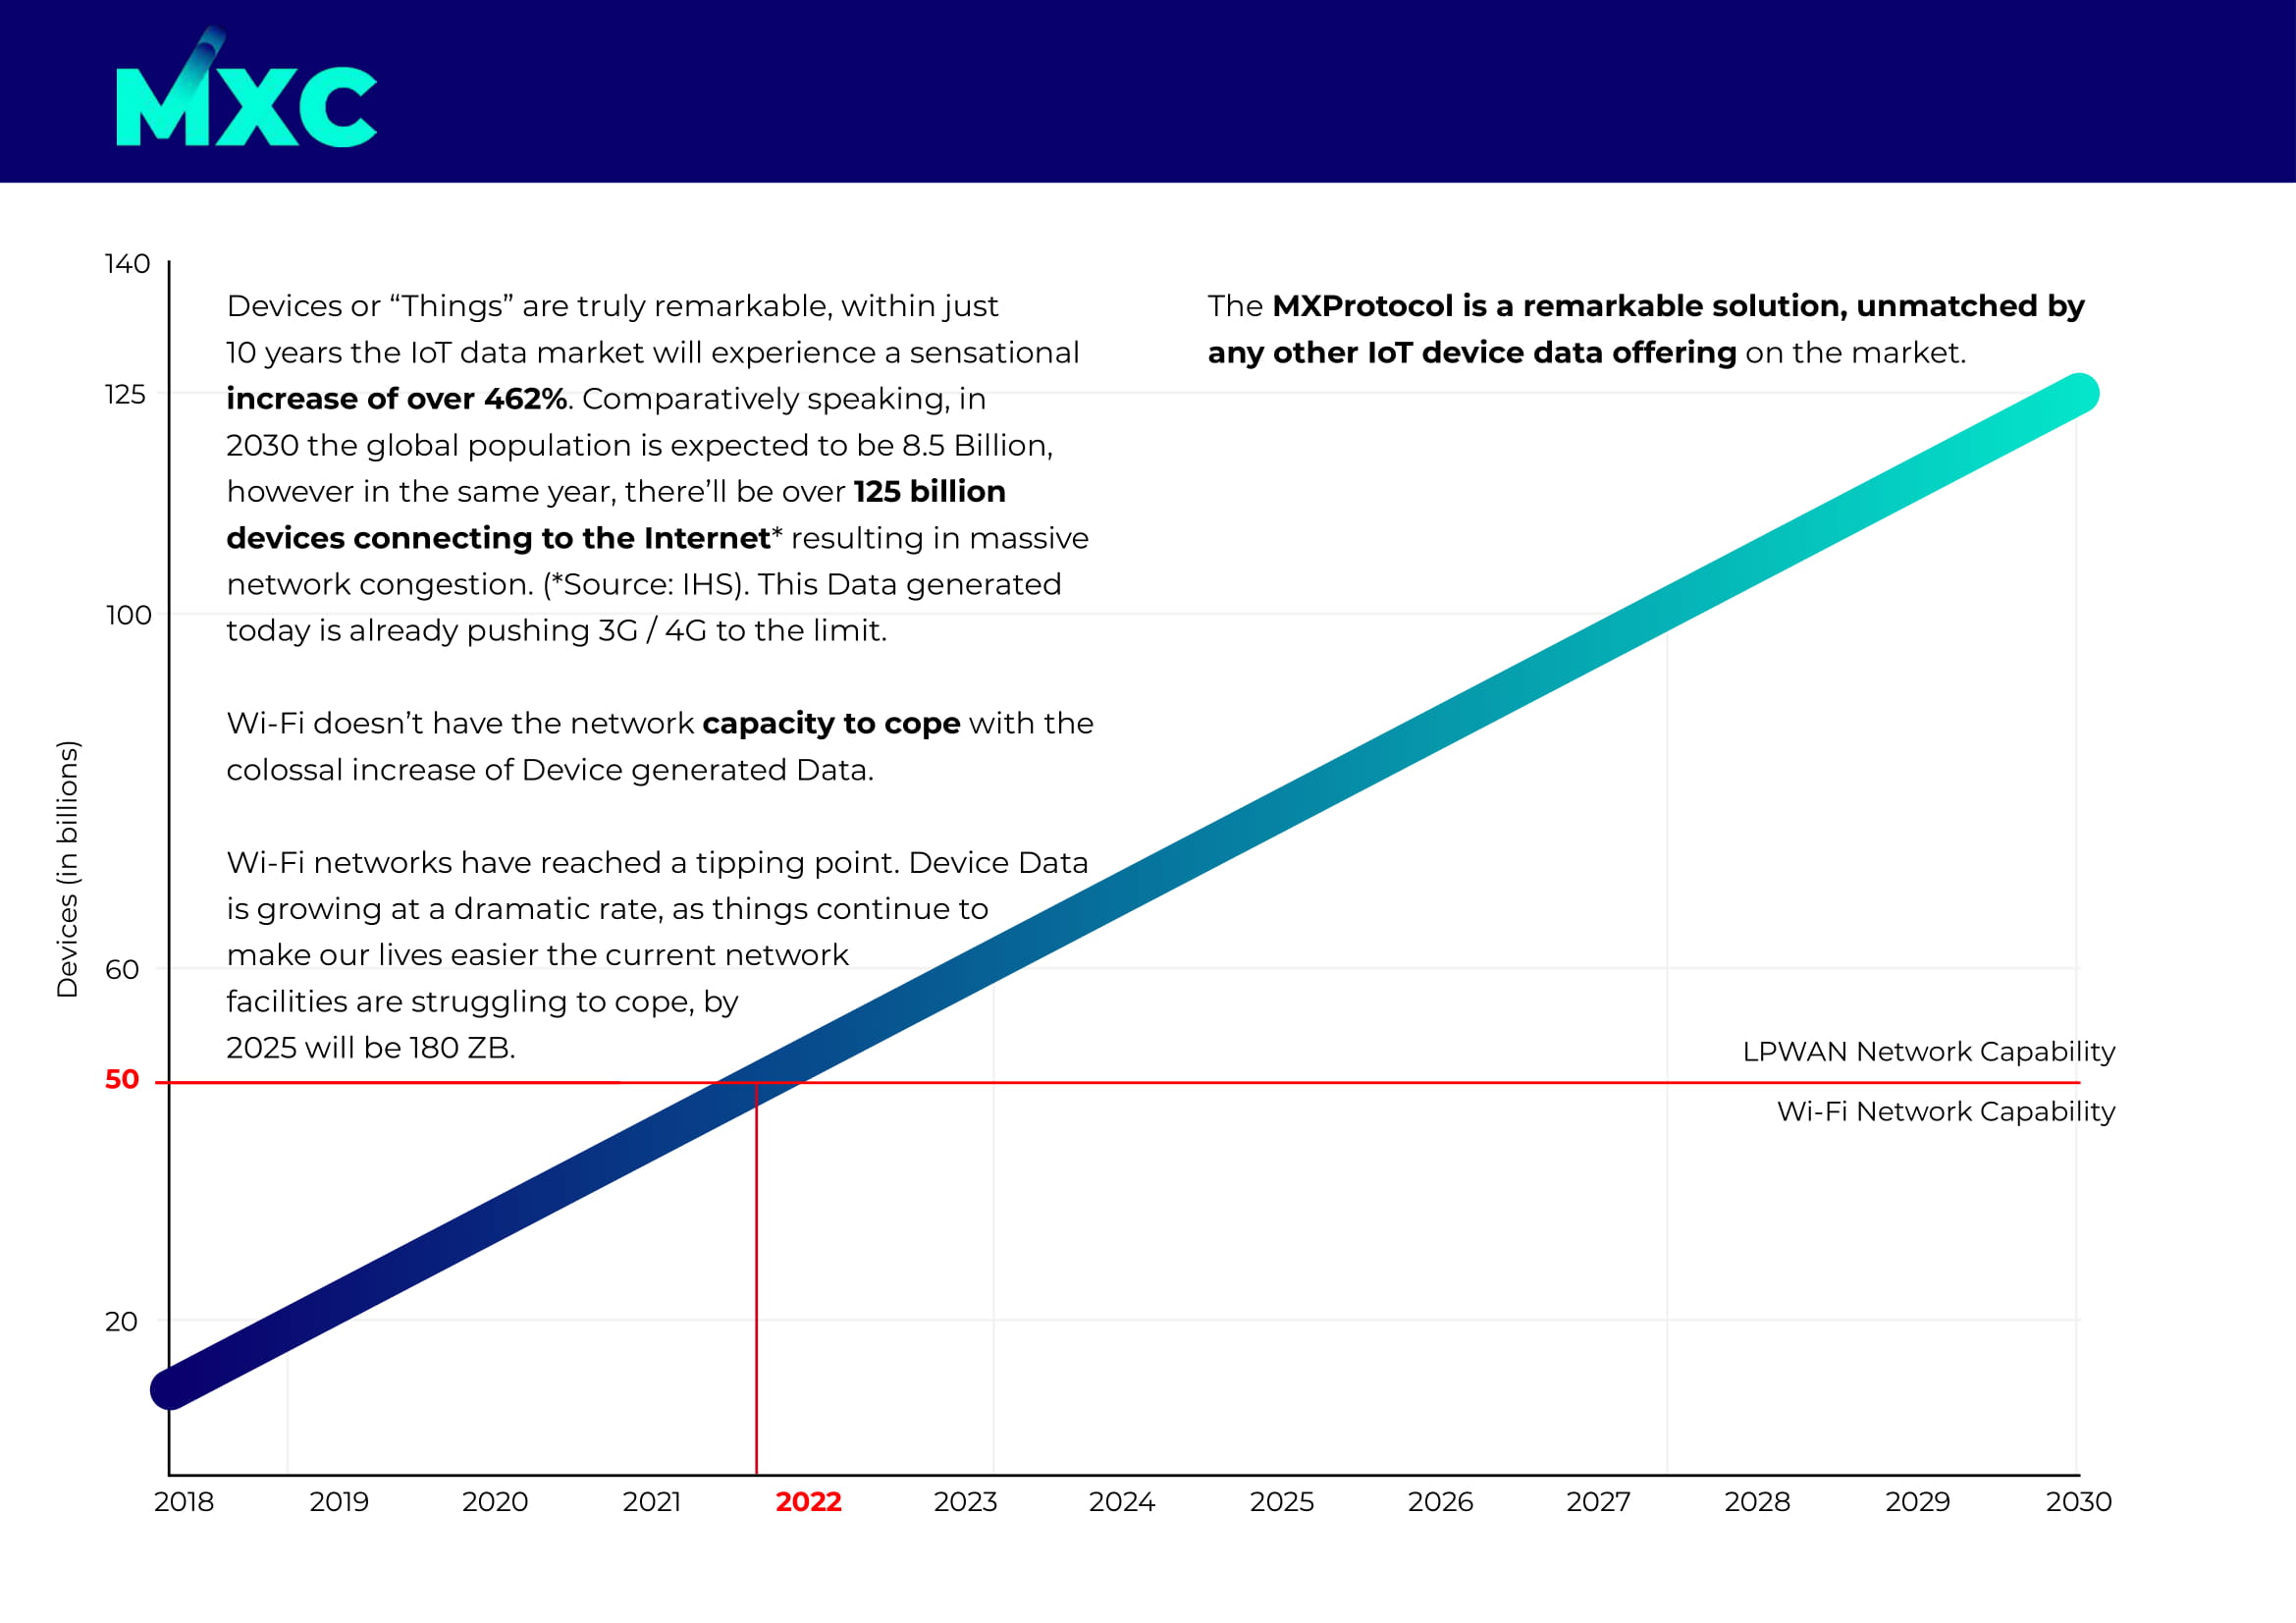 MXC
140
125
100
60
50
20
Devices (in billions)
Devices or “Things” are truly remarkable, within just
10 years the IoT data market will experience a sensational
increase of over 462%. Comparatively speaking, in
2030 the global population is expected to be 8.5 Billion,
however in the same year, there’ll be over 125 billion
devices connecting to the Internet* resulting in massive
network congestion. (*Source: IHS). This Data generated
today is already pushing 3G / 4G to the limit.
Wi-Fi doesn’t have the network capacity to cope with the
colossal increase of Device generated Data.
Wi-Fi networks have reached a tipping point. Device Data
is growing at a dramatic rate, as things continue to
make our lives easier the current network
facilities are struggling to cope, by
2025 will be 180 ZB.
The MXProtocol is a remarkable solution, unmatched by
any other IoT device data offering on the market.
LPWAN Network Capability
Wi-Fi Network Capability
2018 2019 2020 2021 2022 2023 2024 2025 2026 2027 2028 2029 2030